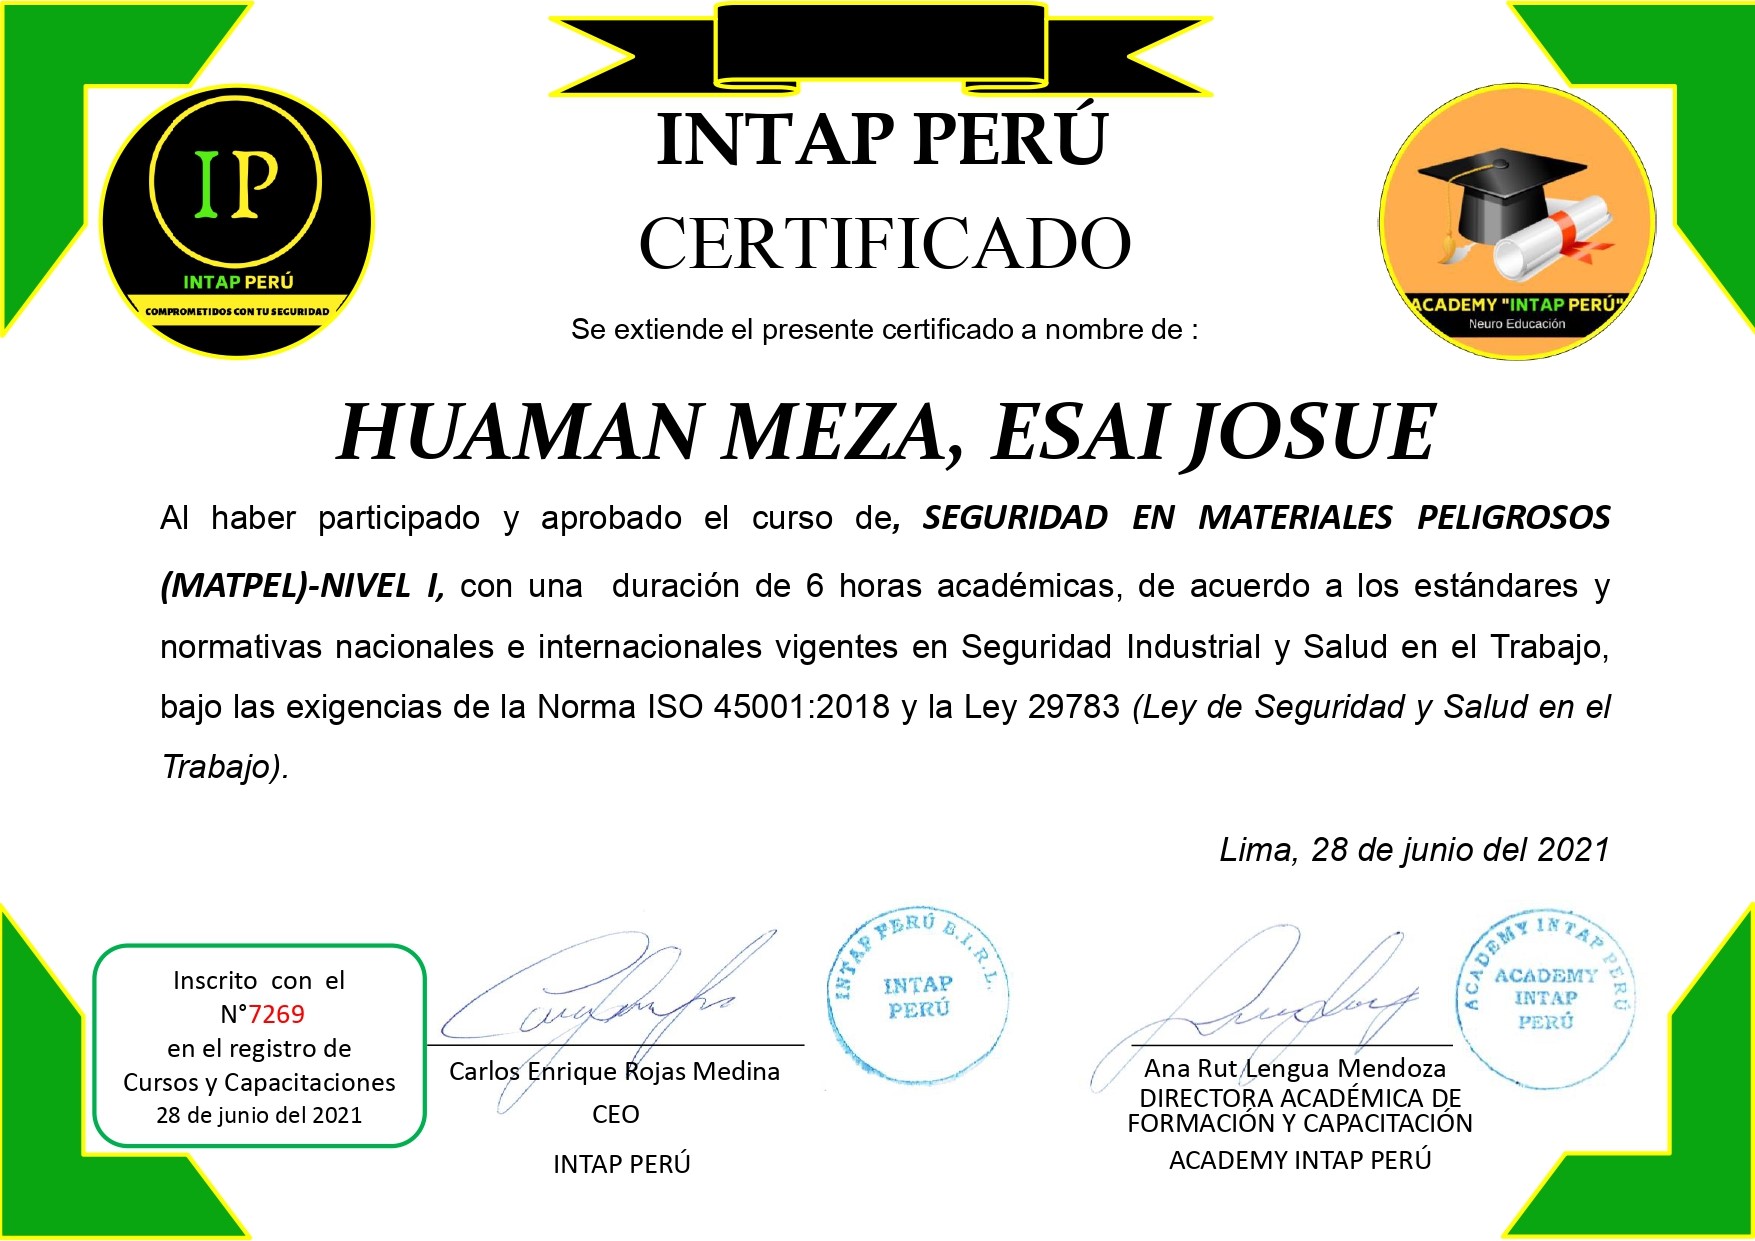 IP
INTAP PERÚ
COMPROMETIDOS CON TU SEGURIDAD
INTAP PERÚ
CERTIFICADO
ACADEMY "INTAP PERÚ"
Neuro Educación
Se extiende el presente certificado a nombre de :
HUAMAN MEZA, ESAI JOSUE
Al haber participado y aprobado el curso de, SEGURIDAD EN MATERIALES PELIGROSOS
(MATPEL)-NIVEL I, con una duración de 6 horas académicas, de acuerdo a los estándares y
normativas nacionales e internacionales vigentes en Seguridad Industrial y Salud en el Trabajo,
bajo las exigencias de la Norma ISO 45001:2018 y la Ley 29783 (Ley de Seguridad y Salud en el
Trabajo).
Lima, 28 de junio del 2021
Inscrito con el
N°7269
en el registro de
Cursos y Capacitaciones
28 de junio del 2021
Carlos Enrique Rojas Medina
CEO
INTAP PERÚ
INTAP PERÚ E.I.R.L.
INTAP
PERÚ
Ana Rut Lengua Mendoza
DIRECTORA ACADÉMICA DE
FORMACIÓN Y CAPACITACIÓN
ACADEMY INTAP PERÚ
ACADEMY INTAP PERÚ
ACADEMY
INTAP
PERÚ